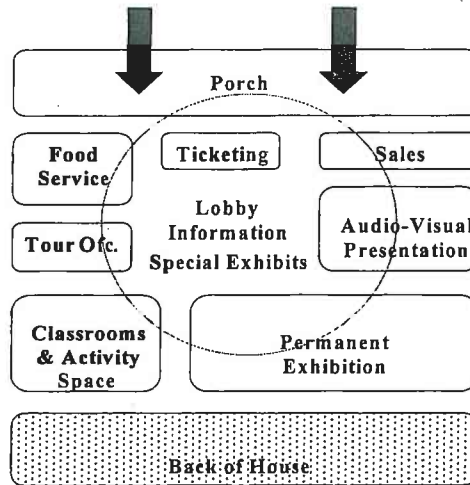 Porch
Food
Service
Ticketing
Sales
Lobby
Information
Special Exhibits
Tour Ofc.
Audio-Visual
Presentation
Classrooms
& Activity
Space
Permanent
Exhibition
Back of House